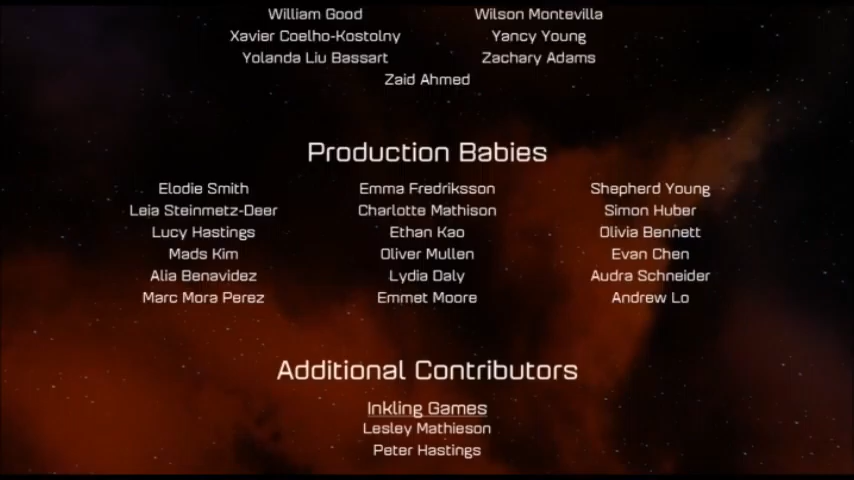 William Good Wilson Montevilla
Xavier Coelho-Kostolny Yancy Young
Yolanda Liu Bassart Zachary Adams
Zaid Ahmed
Production Babies
Elodie Smith Emma Fredriksson Shepherd Young
Leia Steinmetz-Deer Charlotte Mathison Simon Huber
Lucy Hastings Ethan Kao Olivia Bennett
Mads Kim Oliver Mullen Evan Chen
Alia Benavidez Lydia Daly Audra Schneider
Marc Mora Perez Emmet Moore Andrew Lo
Additional Contributors
Inkling Games
Lesley Mathieson
Peter Hastings